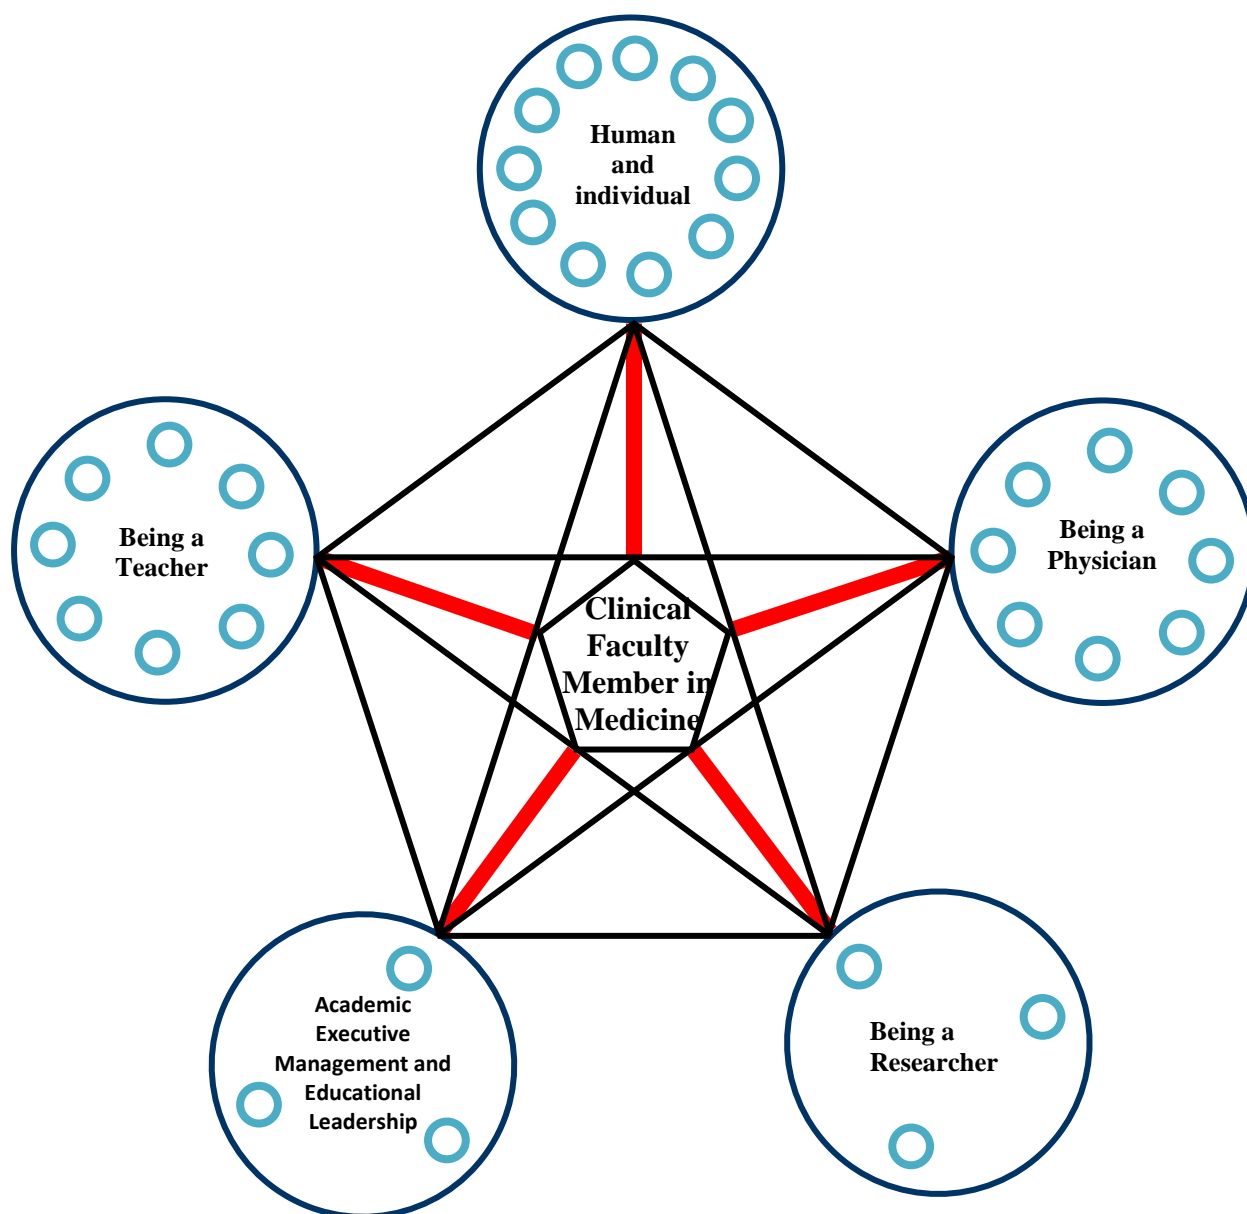 Human
and
individual
Being a
Teacher
Being a
Physician
Clinical
Faculty
Member in
Medicine
Academic
Executive
Management and
Educational
Leadership
Being a
Researcher